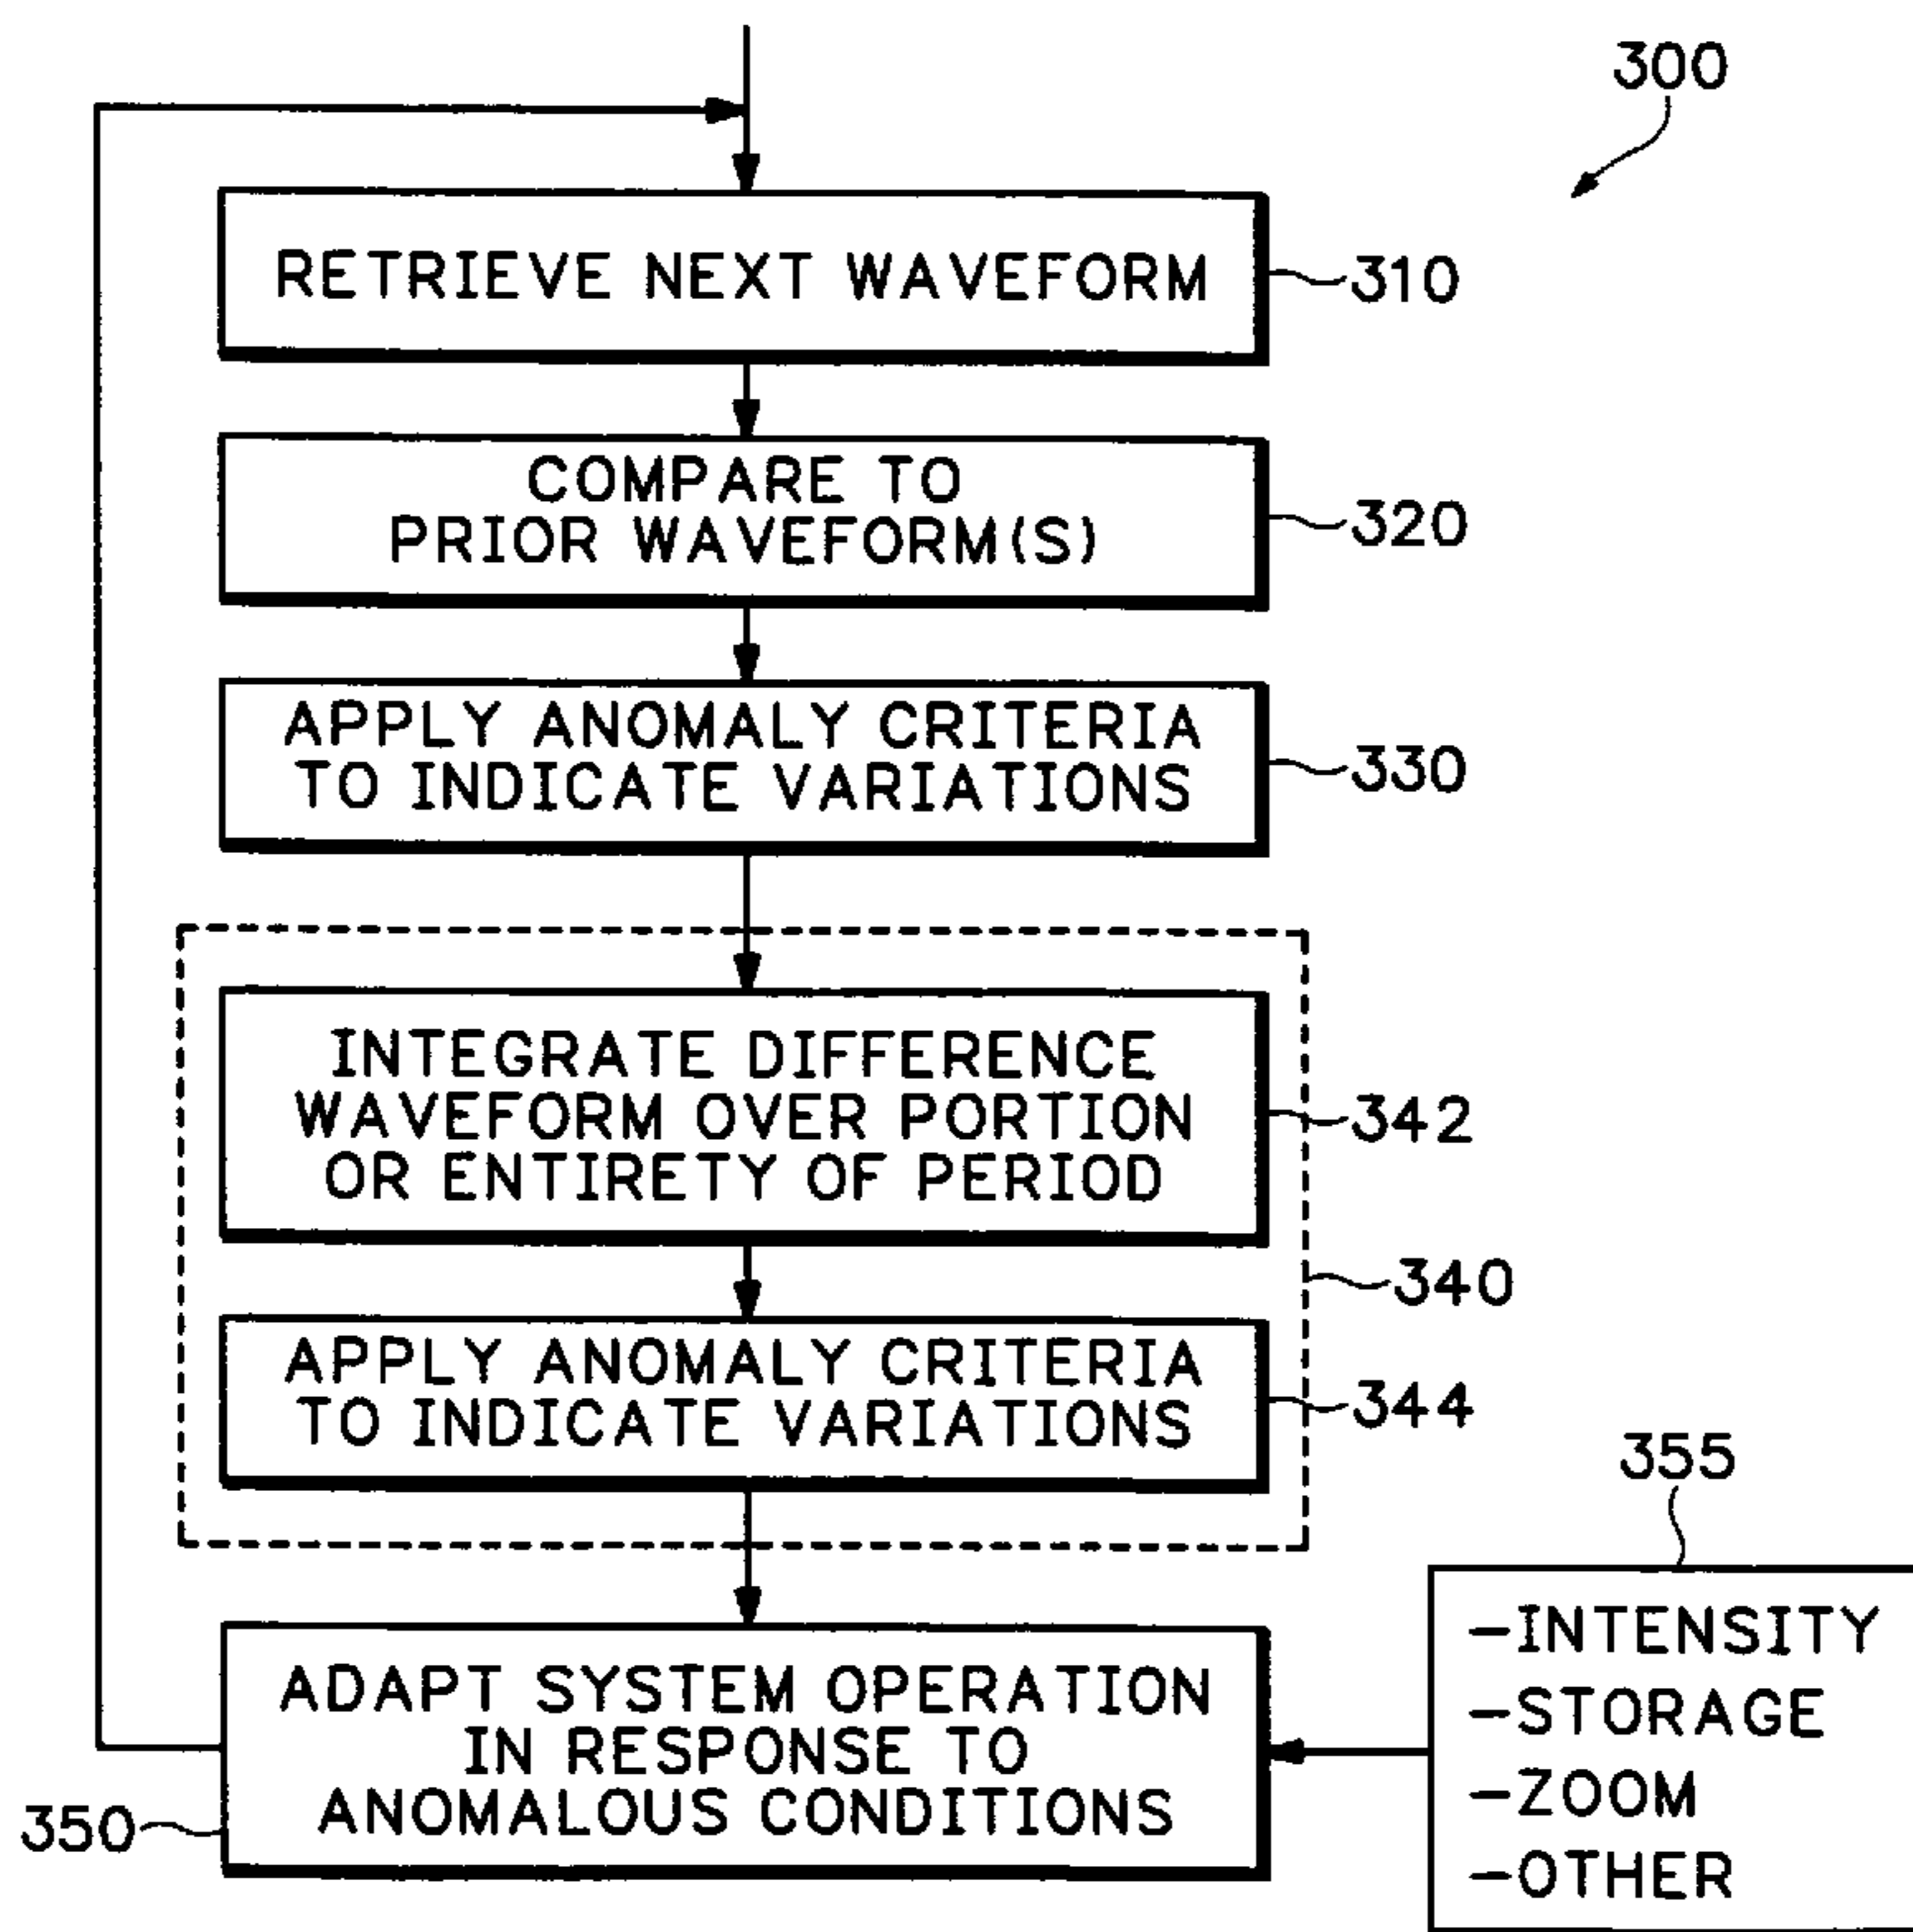 300
RETRIEVE NEXT WAVEFORM
310
COMPARE TO
PRIOR WAVEFORM(S)
320
APPLY ANOMALY CRITERIA
TO INDICATE VARIATIONS
330
INTEGRATE DIFFERENCE
WAVEFORM OVER PORTION
OR ENTIRETY OF PERIOD
342
340
APPLY ANOMALY CRITERIA
TO INDICATE VARIATIONS
344
355
-INTENSITY
-STORAGE
-ZOOM
-OTHER
ADAPT SYSTEM OPERATION
IN RESPONSE TO
ANOMALOUS CONDITIONS
350